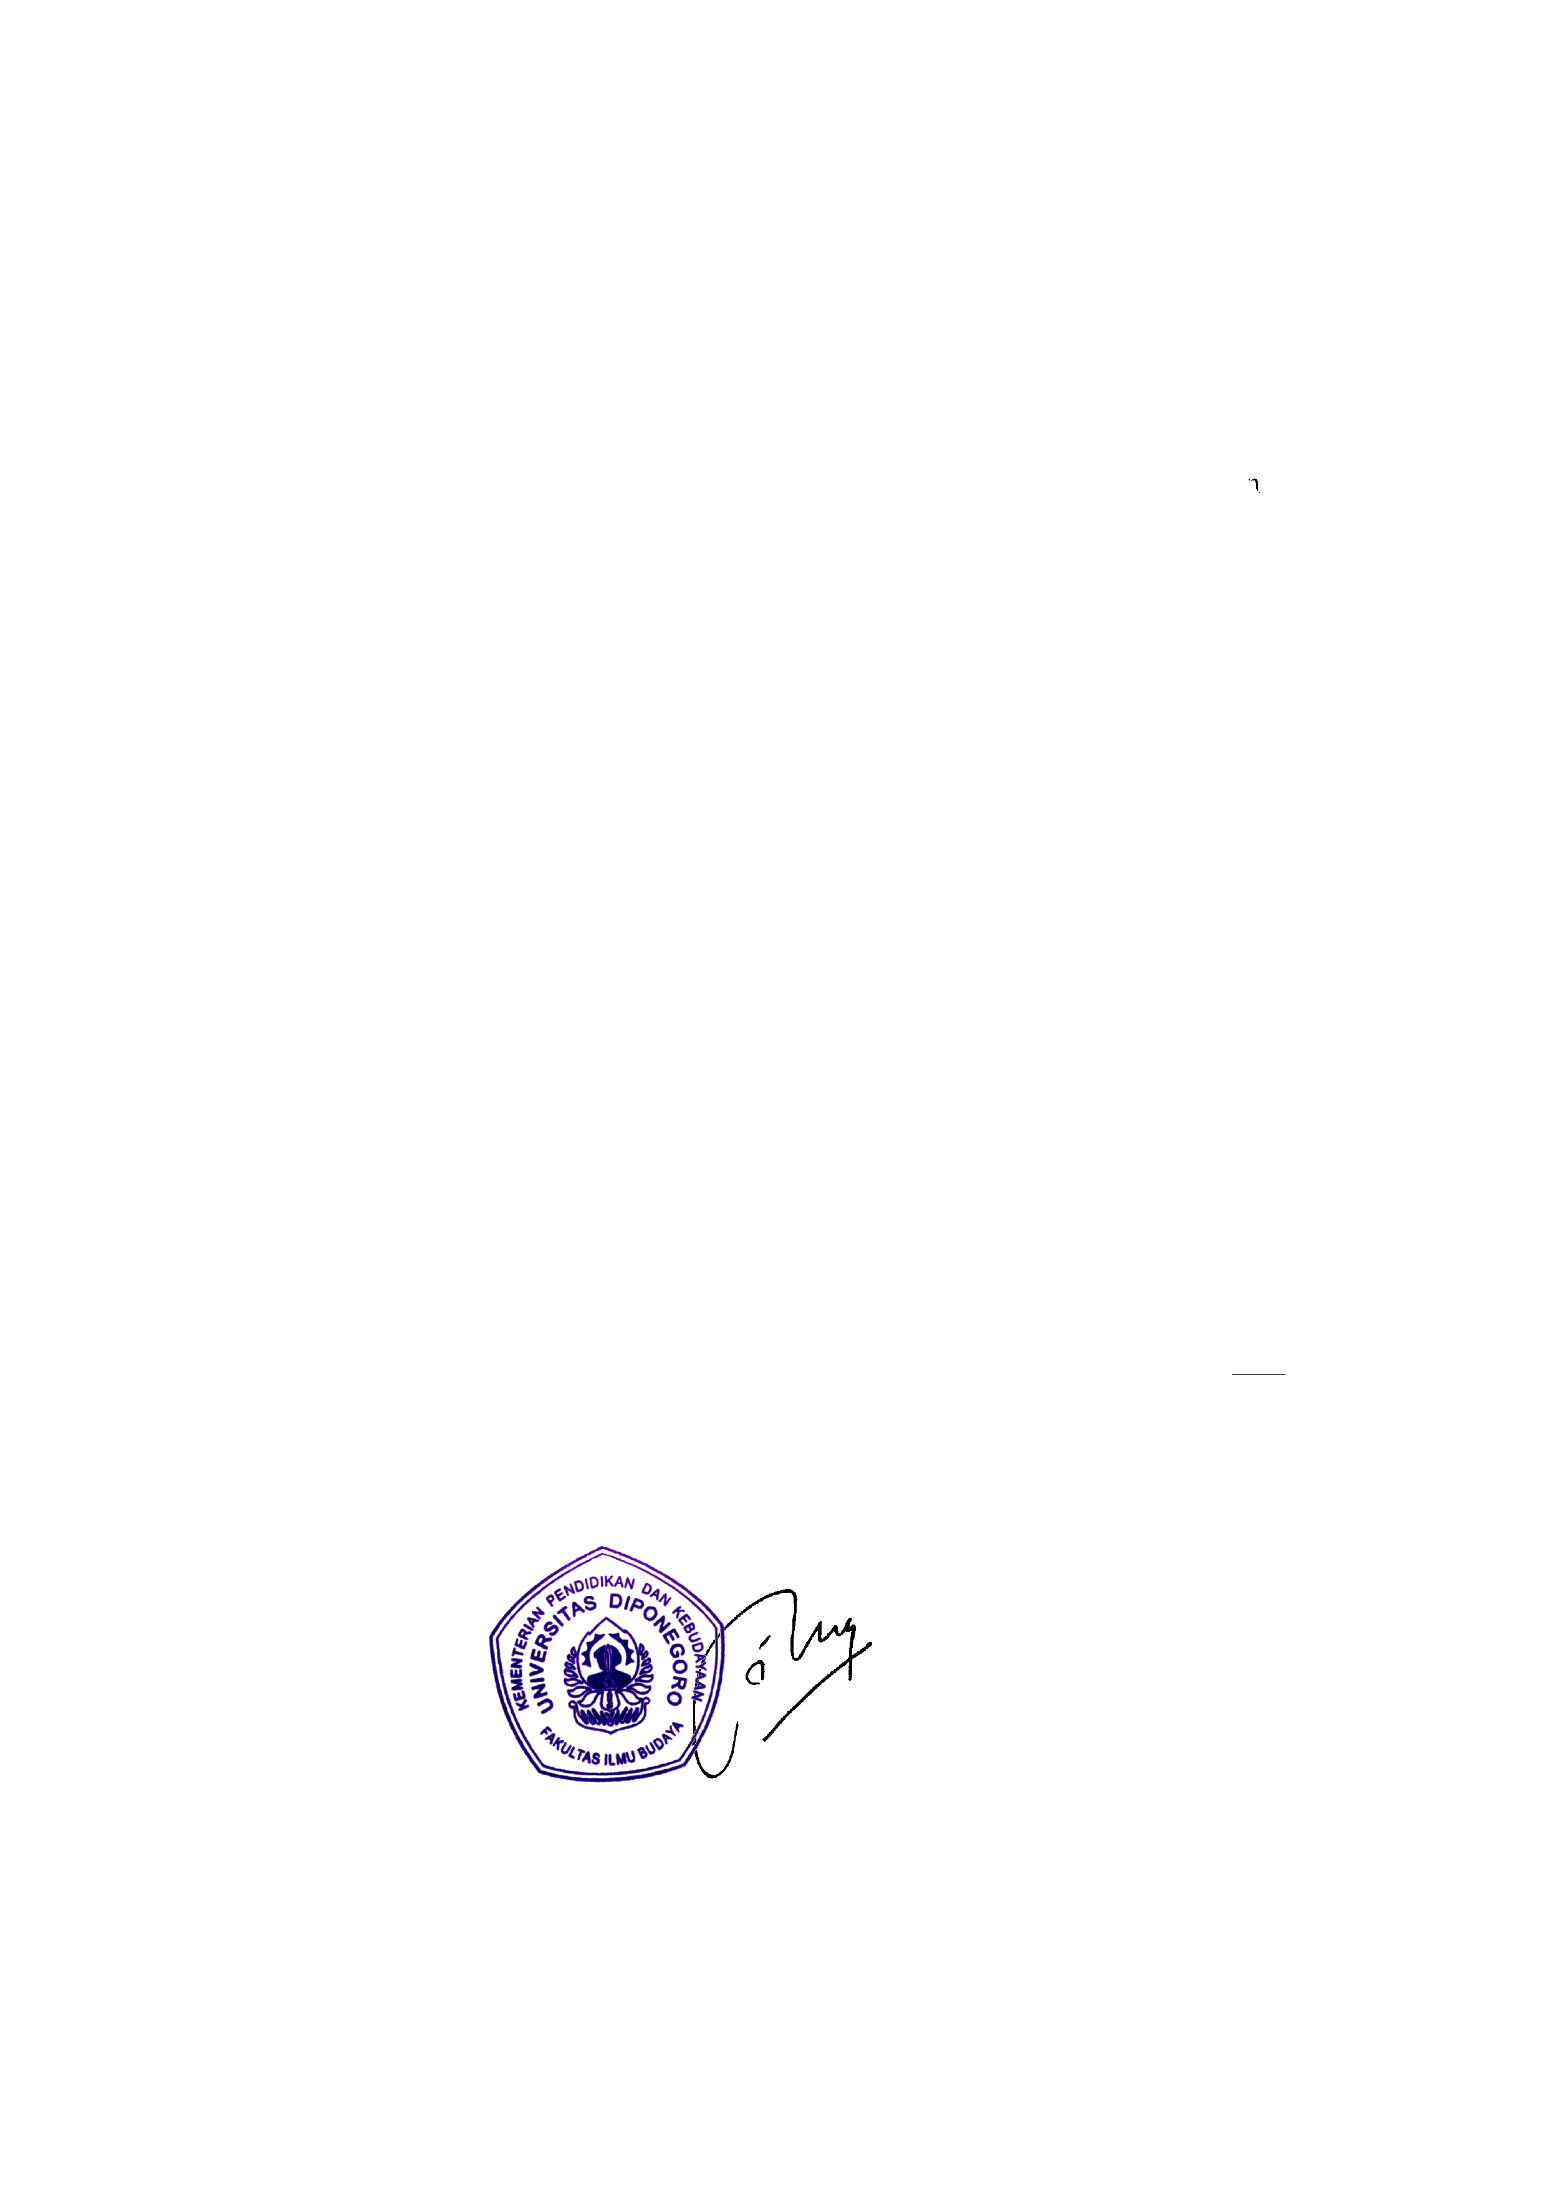 KEMENTERIAN PENDIDIKAN DAN KEBUDAYAAN
UNIVERSITAS DIPONEGORO
FAKULTAS ILMU BUDAYA